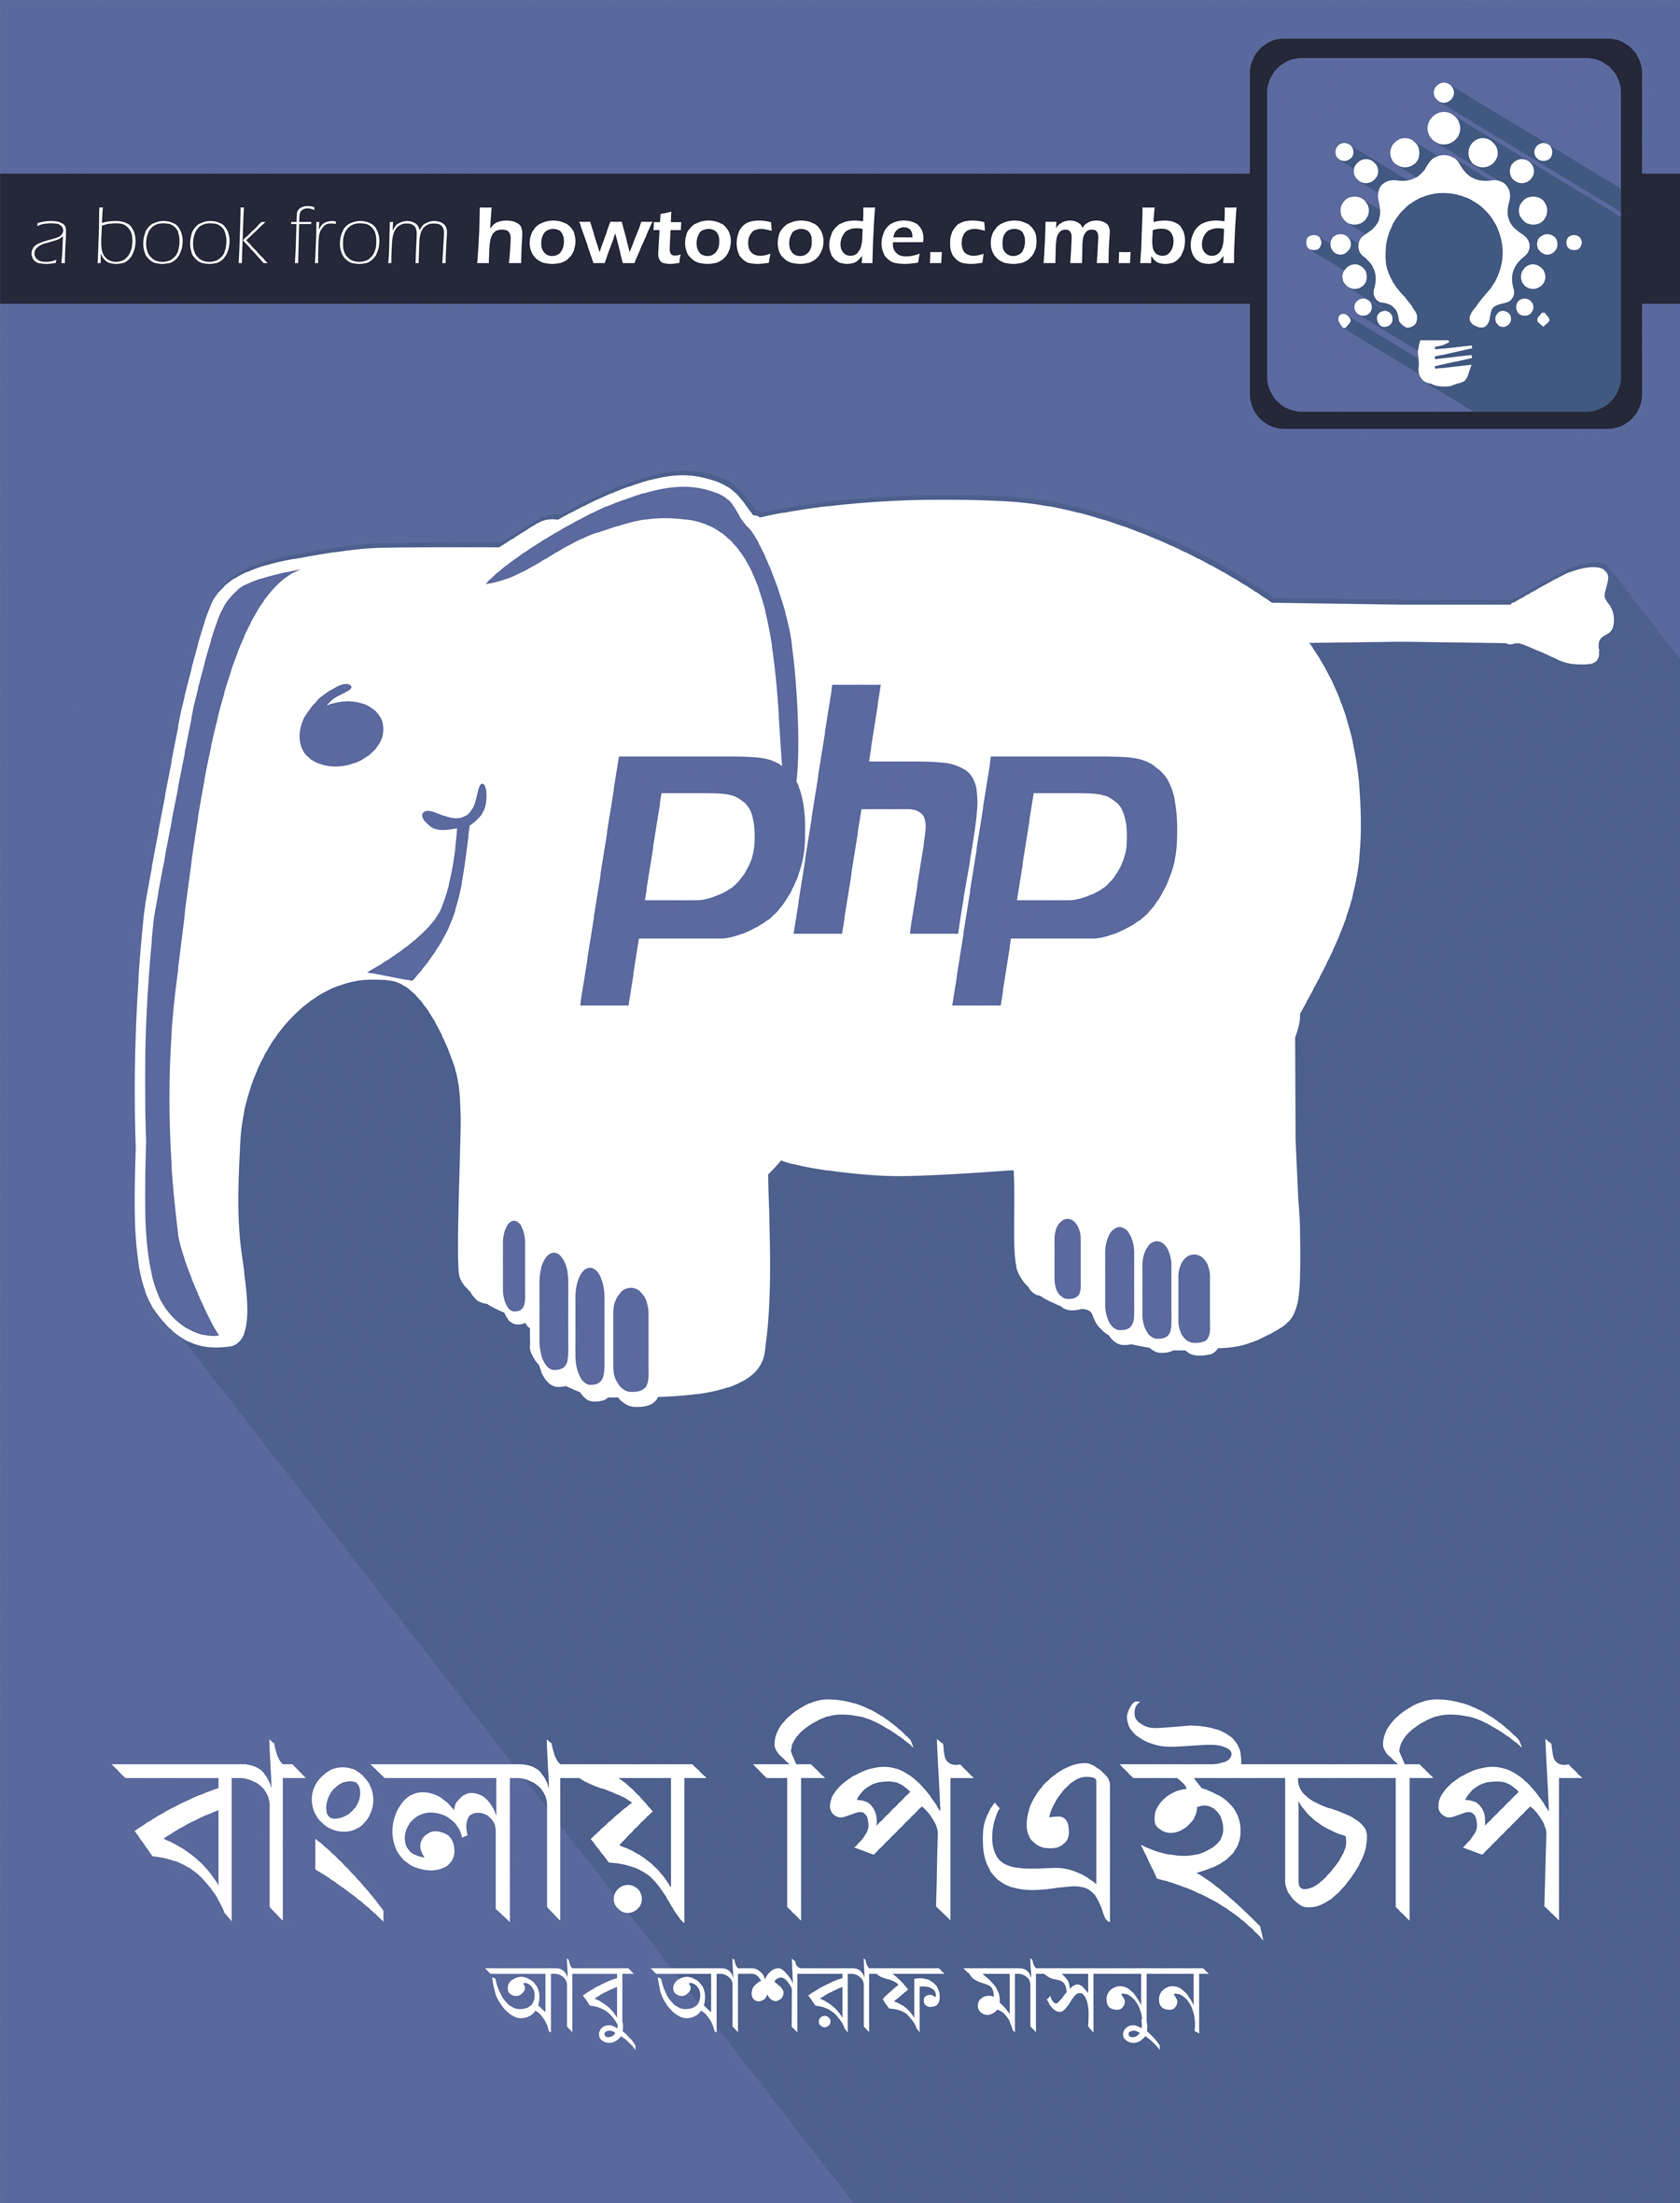 a book from howtocode.com.bd
php
বাংলায় পিএইচপি
আবু আশরাফ মাসনুন